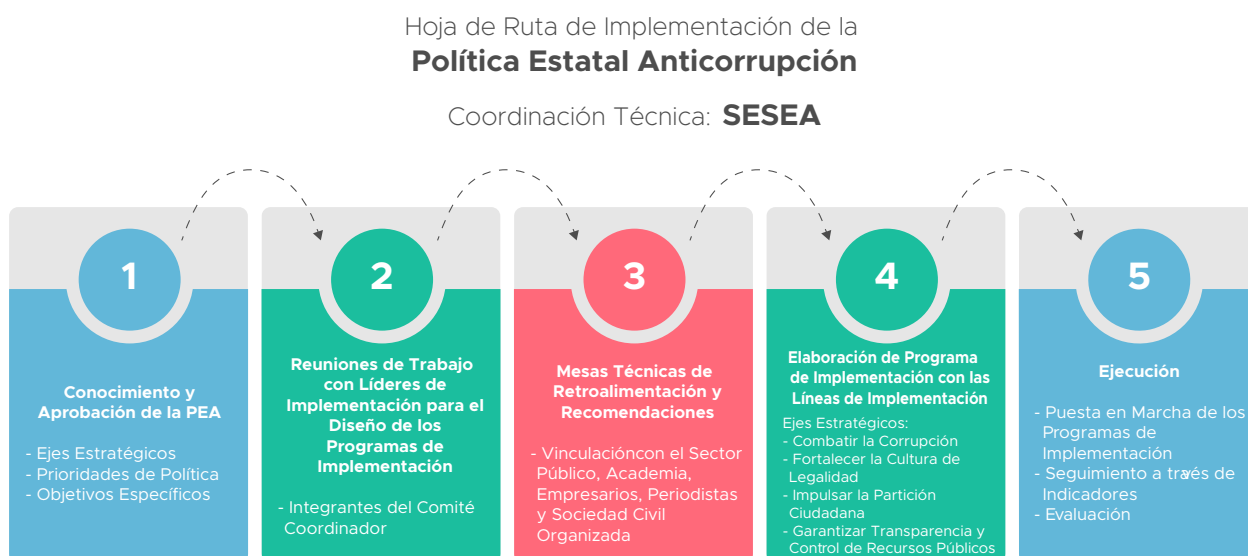 Hoja de Ruta de Implementación de la
Política Estatal Anticorrupción
Coordinación Técnica: SESEA
1
Conocimiento y
Aprobación de la PEA
- Ejes Estratégicos
- Prioridades de Política
- Objetivos Específicos
2
Reuniones de Trabajo
con Líderes de
Implementación para el
Diseño de los
Programas de
Implementación
- Integrantes del Comité
Coordinador
3
Mesas Técnicas de
Retroalimentación y
Recomendaciones
- Vinculacióncon el Sector
Público, Academia,
Empresarios, Periodistas
y Sociedad Civil
Organizada
4
Elaboración de Programa
de Implementación con las
Líneas de Implementación
Ejes Estratégicos:
- Combatir la Corrupción
- Fortalecer la Cultura de
Legalidad
- Impulsar la Partición
Ciudadana
- Garantizar Transparencia y
Control de Recursos Públicos
5
Ejecución
- Puesta en Marcha de los
Programas de
Implementación
- Seguimiento a través de
Indicadores
- Evaluación